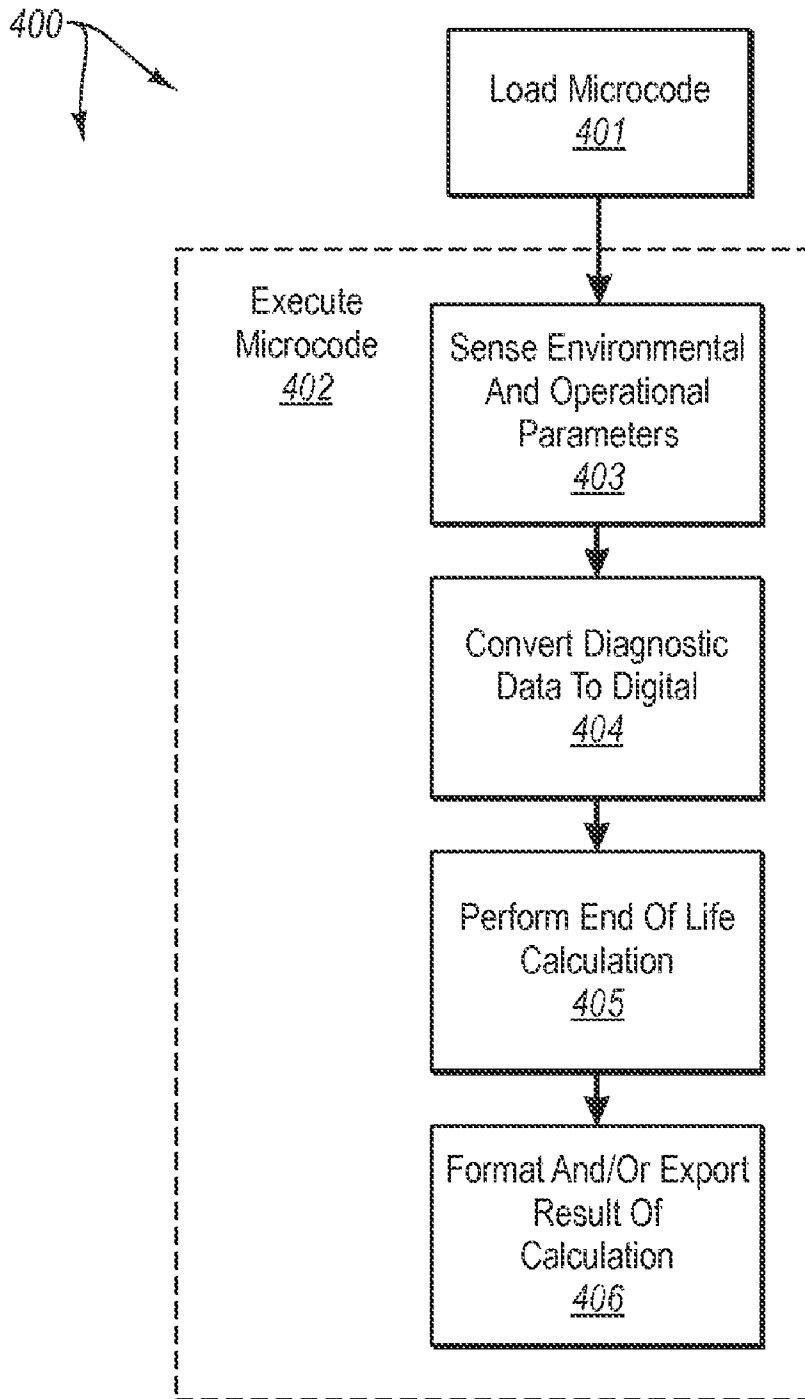 400
Load Microcode
401
Execute
Microcode
402
Sense Environmental
And Operational
Parameters
403
Convert Diagnostic
Data To Digital
404
Perform End Of Life
Calculation
405
Format And/Or Export
Result Of
Calculation
406